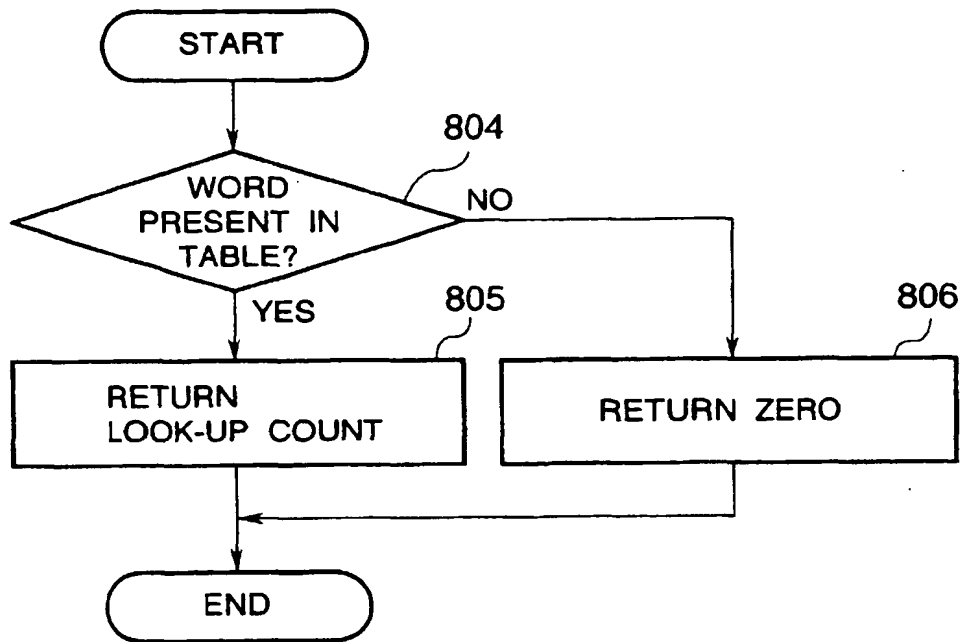 START
804
WORD
PRESENT IN
TABLE?
NO
YES
805
806
RETURN
LOOK-UP COUNT
RETURN ZERO
END